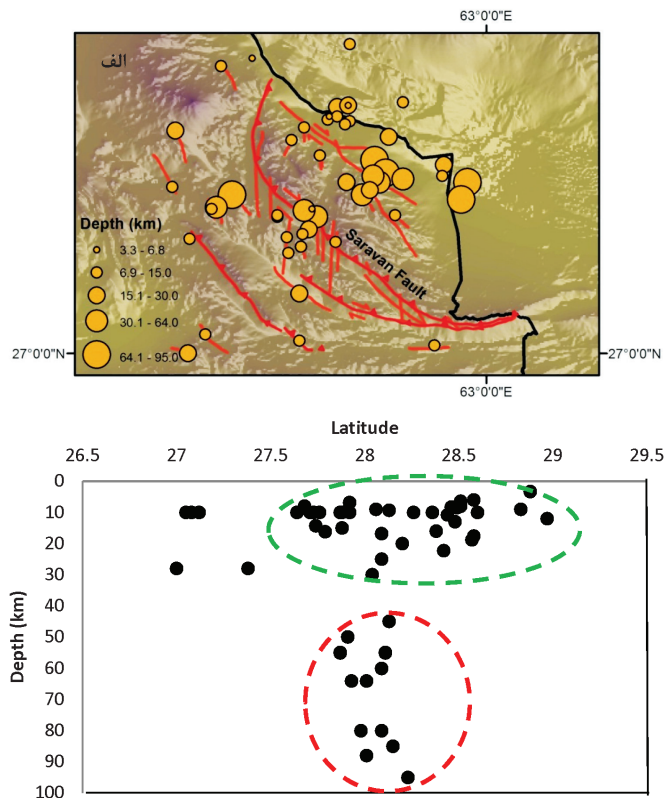 63°0'0"E
الف
Saravan Fault
Depth (km)
3.3 - 6.8
6.9 - 15.0
15.1 - 30.0
30.1 - 64.0
64.1 - 95.0
27°0'0"N
27°0'0"N
63°0'0"E
Latitude
26.5 27 27.5 28 28.5 29 29.5
0
10
20
30
40
50
60
70
80
90
100
Depth (km)